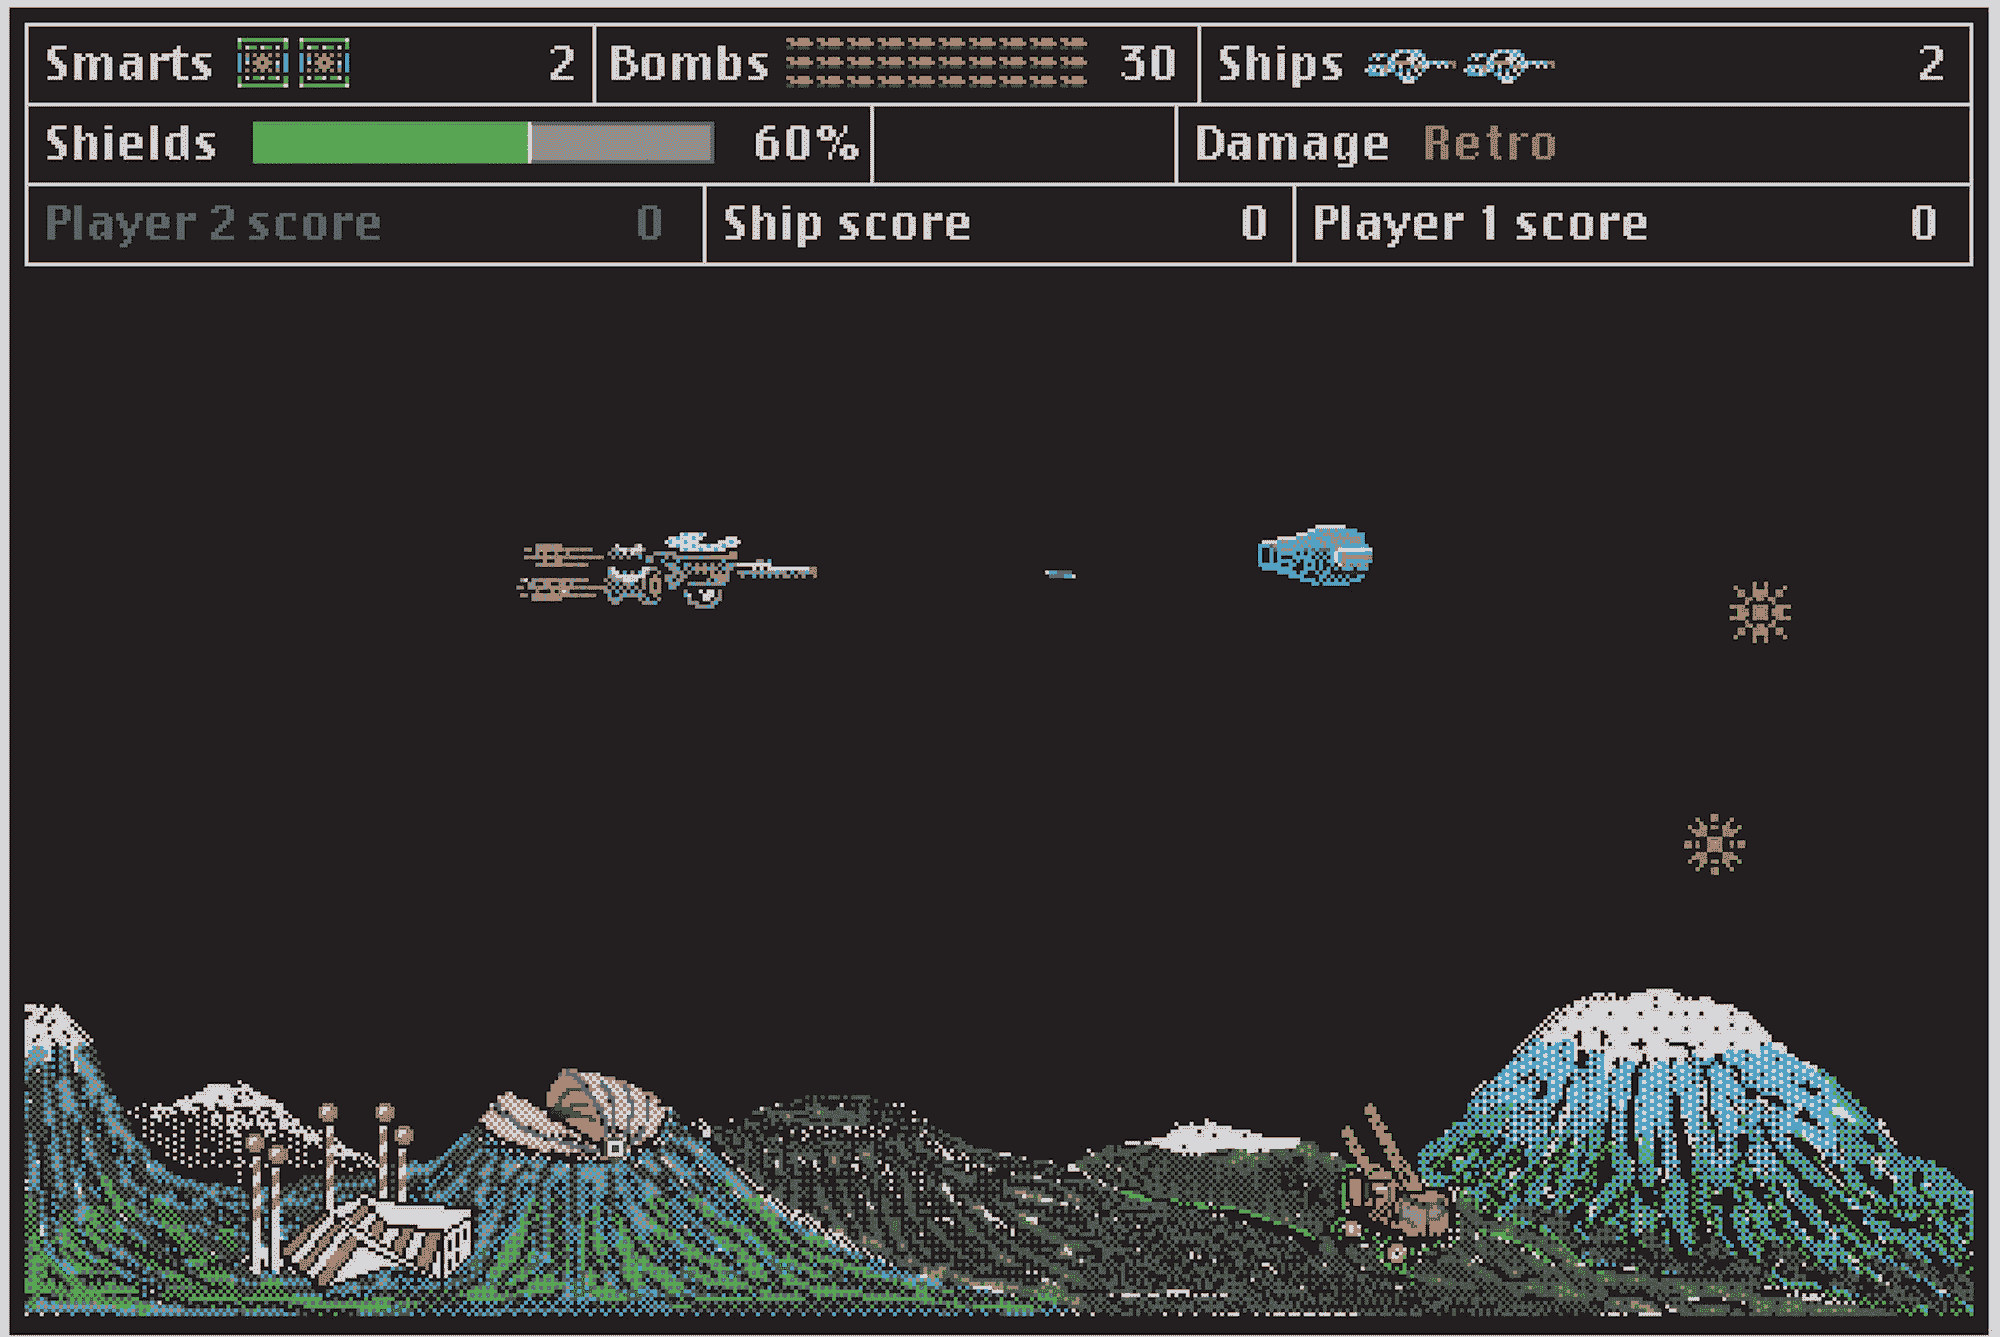 Smarts 2 Bombs 30 Ships 2
Shields 60% Damage Retro
Player 2 score 0 Ship score 0 Player 1 score 0